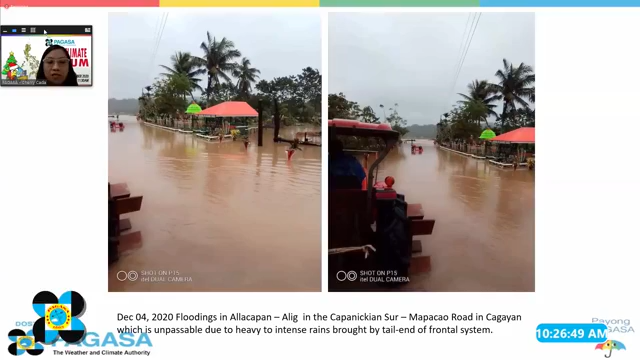 PAGASA
SHOT ON P15
itel DUAL CAMERA
SHOT ON P15
itel DUAL CAMERA
Dec 04, 2020 Floodings in Allacapan – Alig in the Capanickian Sur – Mapacao Road in Cagayan
which is unpassable due to heavy to intense rains brought by tail-end of frontal system.
DOST
PAGASA
The Weather and Climate Authority
10:26:49 AM
Payong
PAGASA